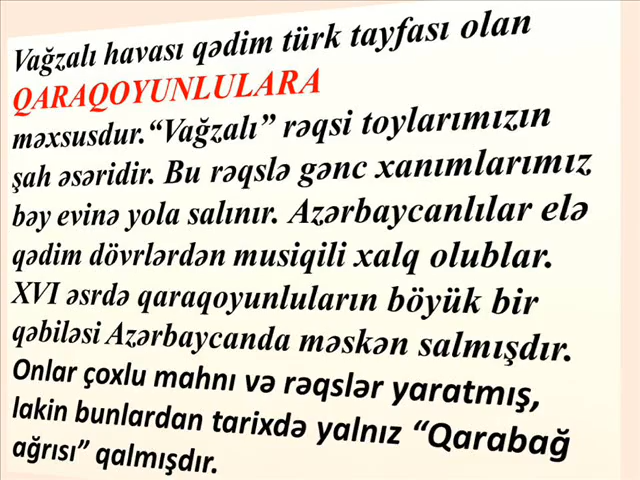 Vağzalı havası qədim türk tayfası olan
QARAQOYUNLULARA
məxsusdur.“Vağzalı” rəqsi toylarımızın
şah əsəridir. Bu rəqslə gənc xanımlarımız
bəy evinə yola salınır. Azərbaycanlılar elə
qədim dövrlərdən musiqili xalq olublar.
XVI əsrdə qaraqoyunluların böyük bir
qəbiləsi Azərbaycanda məskən salmışdır.
Onlar çoxlu mahnı və rəqslər yaratmış,
lakin bunlardan tarixdə yalnız “Qarabağ
ağrısı” qalmışdır.